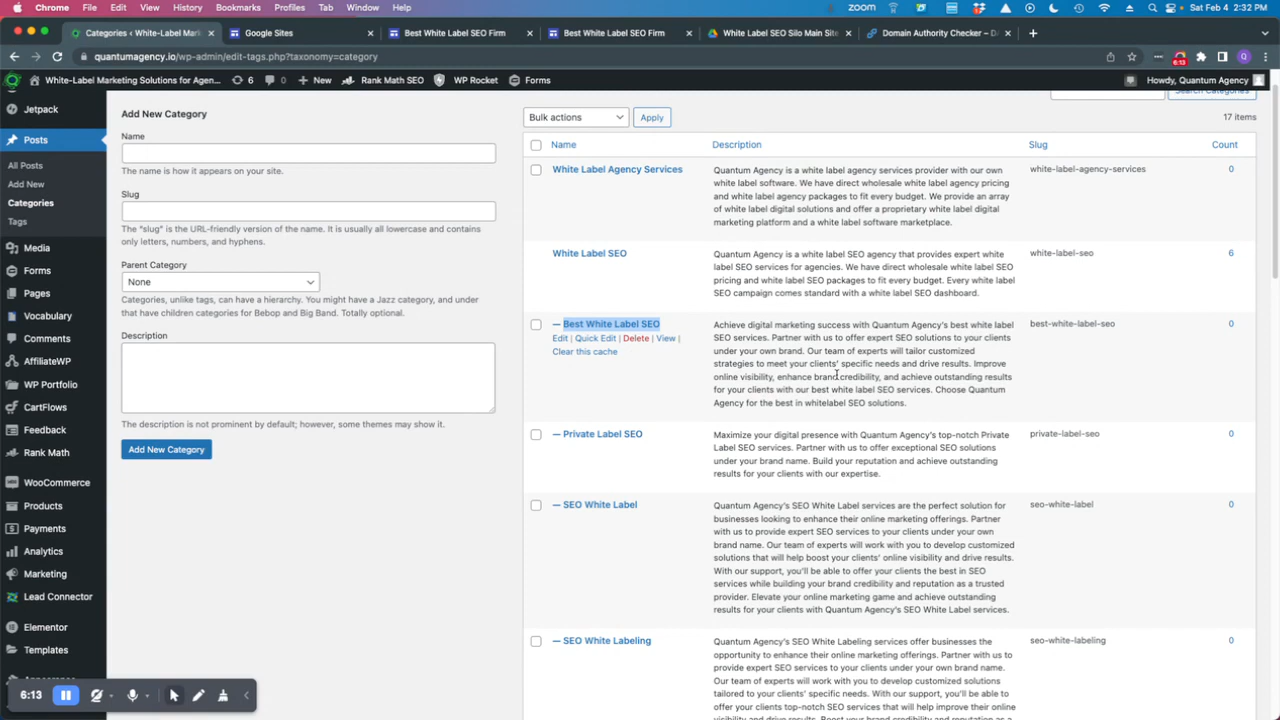 Chrome File Edit View History Bookmarks Profiles Tab Window Help ZOOM Sat Feb 4 2:32 PM
Categories ‹ White-Label Mar Google Sites Best White Label SEO Firm Best White Label SEO Firm White Label SEO Silo Main Site Domain Authority Checker – D
quantumagency.io/wp-admin/edit-tags.php?taxonomy=category 6:13
White-Label Marketing Solutions for Agen... 6 0 + New Rank Math SEO WP Rocket Forms Howdy, Quantum Agency
Jetpack
Posts
All Posts
Add New
Categories
Tags
Media
Forms
Pages
Vocabulary
Comments
AffiliateWP
WP Portfolio
CartFlows
Feedback
Rank Math
WooCommerce
Products
Payments
Analytics
Marketing
Lead Connector
Elementor
Templates
Add New Category
Name
The name is how it appears on your site.
Slug
The "slug" is the URL-friendly version of the name. It is usually all lowercase and contains
only letters, numbers, and hyphens.
Parent Category
None
Categories, unlike tags, can have a hierarchy. You might have a Jazz category, and under
that have children categories for Bebop and Big Band. Totally optional.
Description
The description is not prominent by default; however, some themes may show it.
Add New Category
Search Categories
Bulk actions Apply 17 items
Name Description Slug Count
White Label Agency Services
Quantum Agency is a white label agency services provider with our own
white label software. We have direct wholesale white label agency pricing
and white label agency packages to fit every budget. We provide an array
of white label digital solutions and offer a proprietary white label digital
marketing platform and a white label software marketplace.
white-label-agency-services
0
White Label SEO
Quantum Agency is a white label SEO agency that provides expert white
label SEO services for agencies. We have direct wholesale white label SEO
pricing and white label SEO packages to fit every budget. Every white label
SEO campaign comes standard with a white label SEO dashboard.
white-label-seo
6
— Best White Label SEO
Edit | Quick Edit | Delete | View |
Clear this cache
Achieve digital marketing success with Quantum Agency's best white label
SEO services. Partner with us to offer expert SEO solutions to your clients
under your own brand. Our team of experts will tailor customized
strategies to meet your clients' specific needs and drive results. Improve
online visibility, enhance brand credibility, and achieve outstanding results
for your clients with our best white label SEO services. Choose Quantum
Agency for the best in whitelabel SEO solutions.
best-white-label-seo
0
— Private Label SEO
Maximize your digital presence with Quantum Agency's top-notch Private
Label SEO services. Partner with us to offer exceptional SEO solutions to
your clients under your brand name. Build your reputation and achieve outstanding
results for your clients with our expertise.
private-label-seo
0
— SEO White Label
Quantum Agency's SEO White Label services are the perfect solution for
businesses looking to enhance their online marketing offerings. Partner
with us to provide expert SEO services to your clients under your own
brand name. Our team of experts will work with you to develop customized
solutions that will help boost your clients' online visibility and drive results.
With our support, you'll be able to offer your clients the best in SEO
services while building your brand credibility and reputation as a trusted
provider. Elevate your online marketing game and achieve outstanding
results for your clients with Quantum Agency's SEO White Label services.
seo-white-label
0
— SEO White Labeling
Quantum Agency's SEO White Labeling services offer businesses the
opportunity to enhance their online marketing offerings. Partner with us to
provide expert SEO services to your clients under your own brand name.
Our team of experts will work with you to develop customized solutions
tailored to your clients' specific needs. With our support, you'll be able to
offer your clients top-notch SEO services that will help improve their online
seo-white-labeling
0
6:13